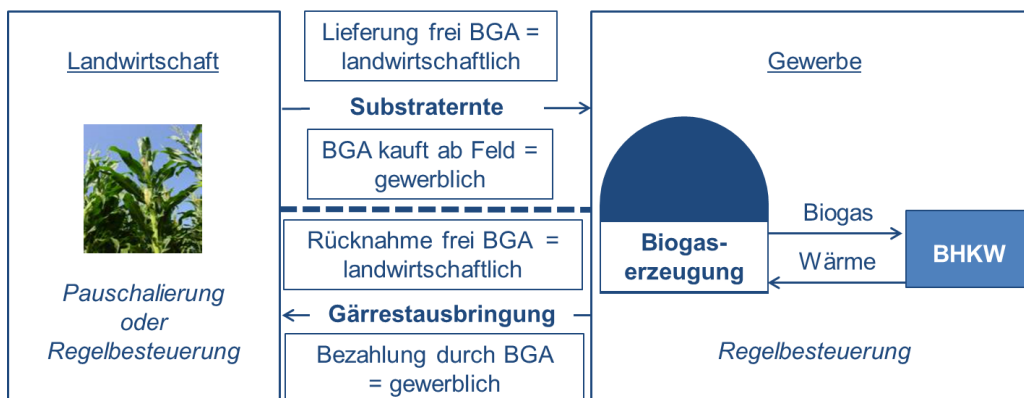 Landwirtschaft
Pauschalierung
oder
Regelbesteuerung
Lieferung frei BGA =
landwirtschaftlich
Substraternte
BGA kauft ab Feld =
gewerblich
Rücknahme frei BGA =
landwirtschaftlich
Gärrestausbringung
Bezahlung durch BGA
= gewerblich
Gewerbe
Biogas-
erzeugung
Biogas
Wärme
BHKW
Regelbesteuerung